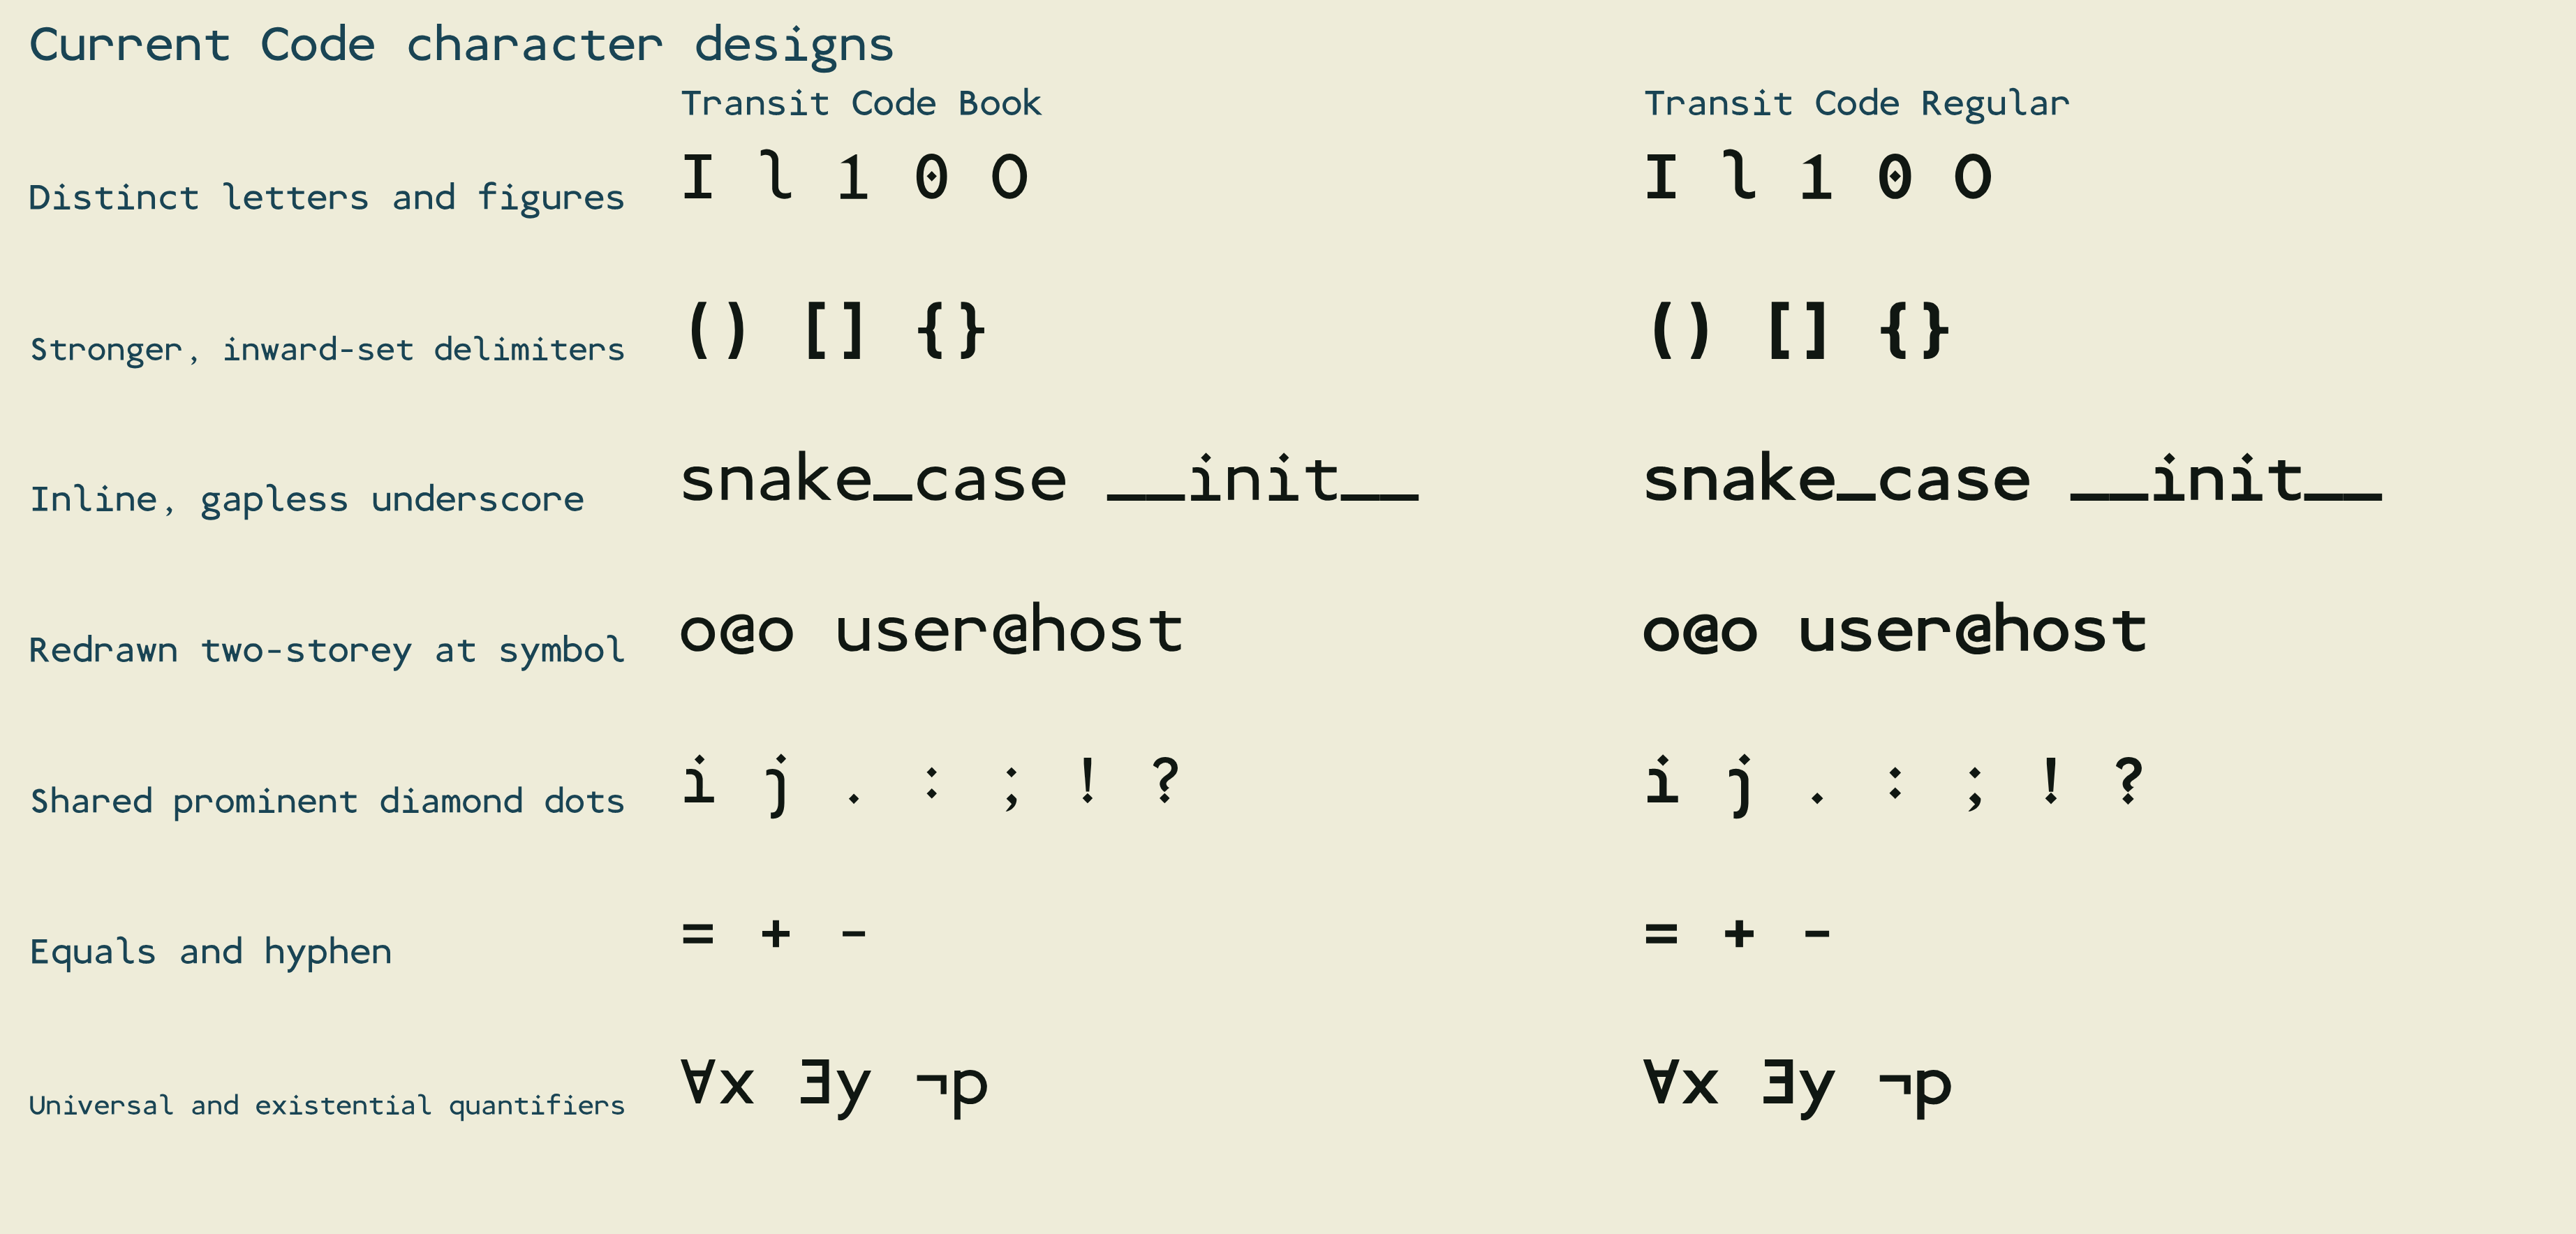 Current Code character designs
Transit Code Book Transit Code Regular
Distinct letters and figures I l 1 0 O I l 1 0 O
Stronger, inward-set delimiters () [] {} () [] {}
Inline, gapless underscore snake_case __init__ snake_case __init__
Redrawn two-storey at symbol o@o user@host o@o user@host
Shared prominent diamond dots i j . : ; ! ? i j . : ; ! ?
Equals and hyphen = + - = + -
Universal and existential quantifiers ∀x ∃y ¬p ∀x ∃y ¬p